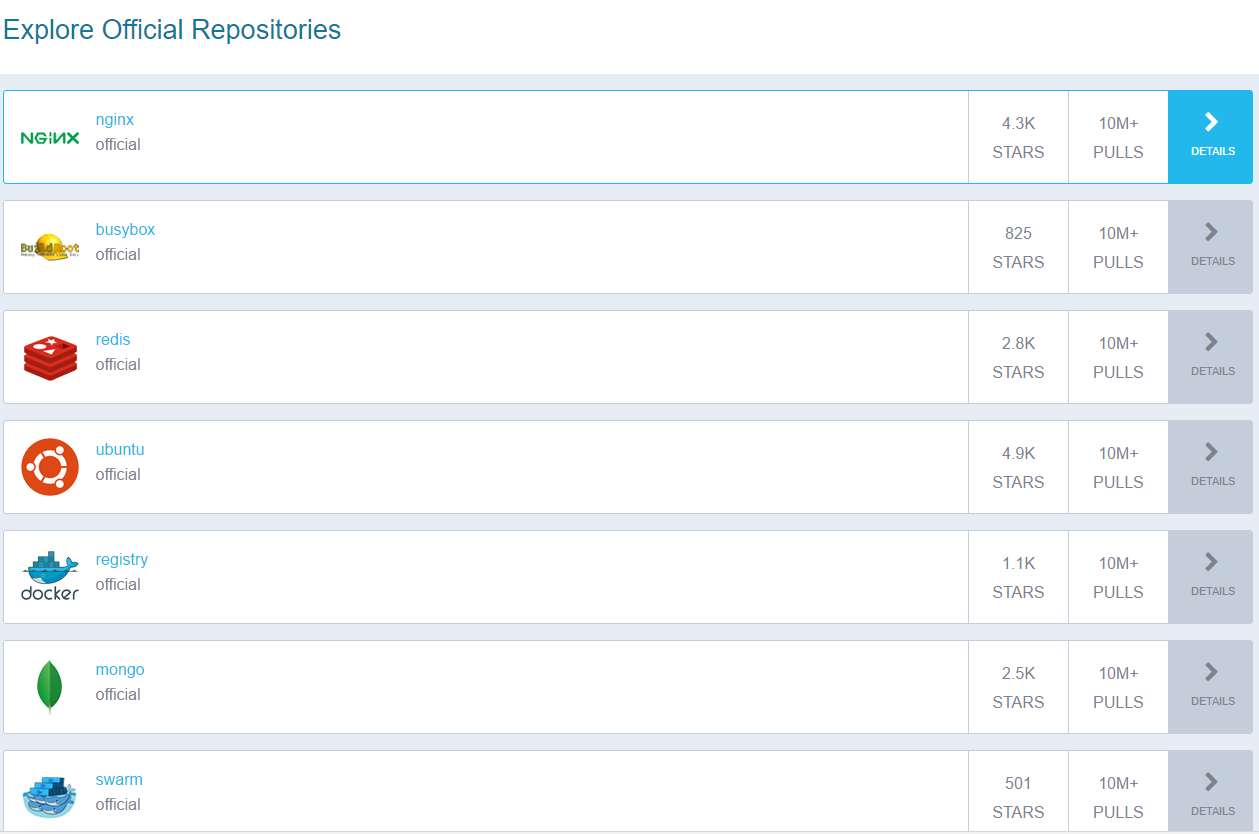 Explore Official Repositories
NGINX
nginx
official
4.3K
STARS
10M+
PULLS
DETAILS
BuildRoot
busybox
official
825
STARS
10M+
PULLS
DETAILS
redis
official
2.8K
STARS
10M+
PULLS
DETAILS
ubuntu
official
4.9K
STARS
10M+
PULLS
DETAILS
docker
registry
official
1.1K
STARS
10M+
PULLS
DETAILS
mongo
official
2.5K
STARS
10M+
PULLS
DETAILS
swarm
official
501
STARS
10M+
PULLS
DETAILS